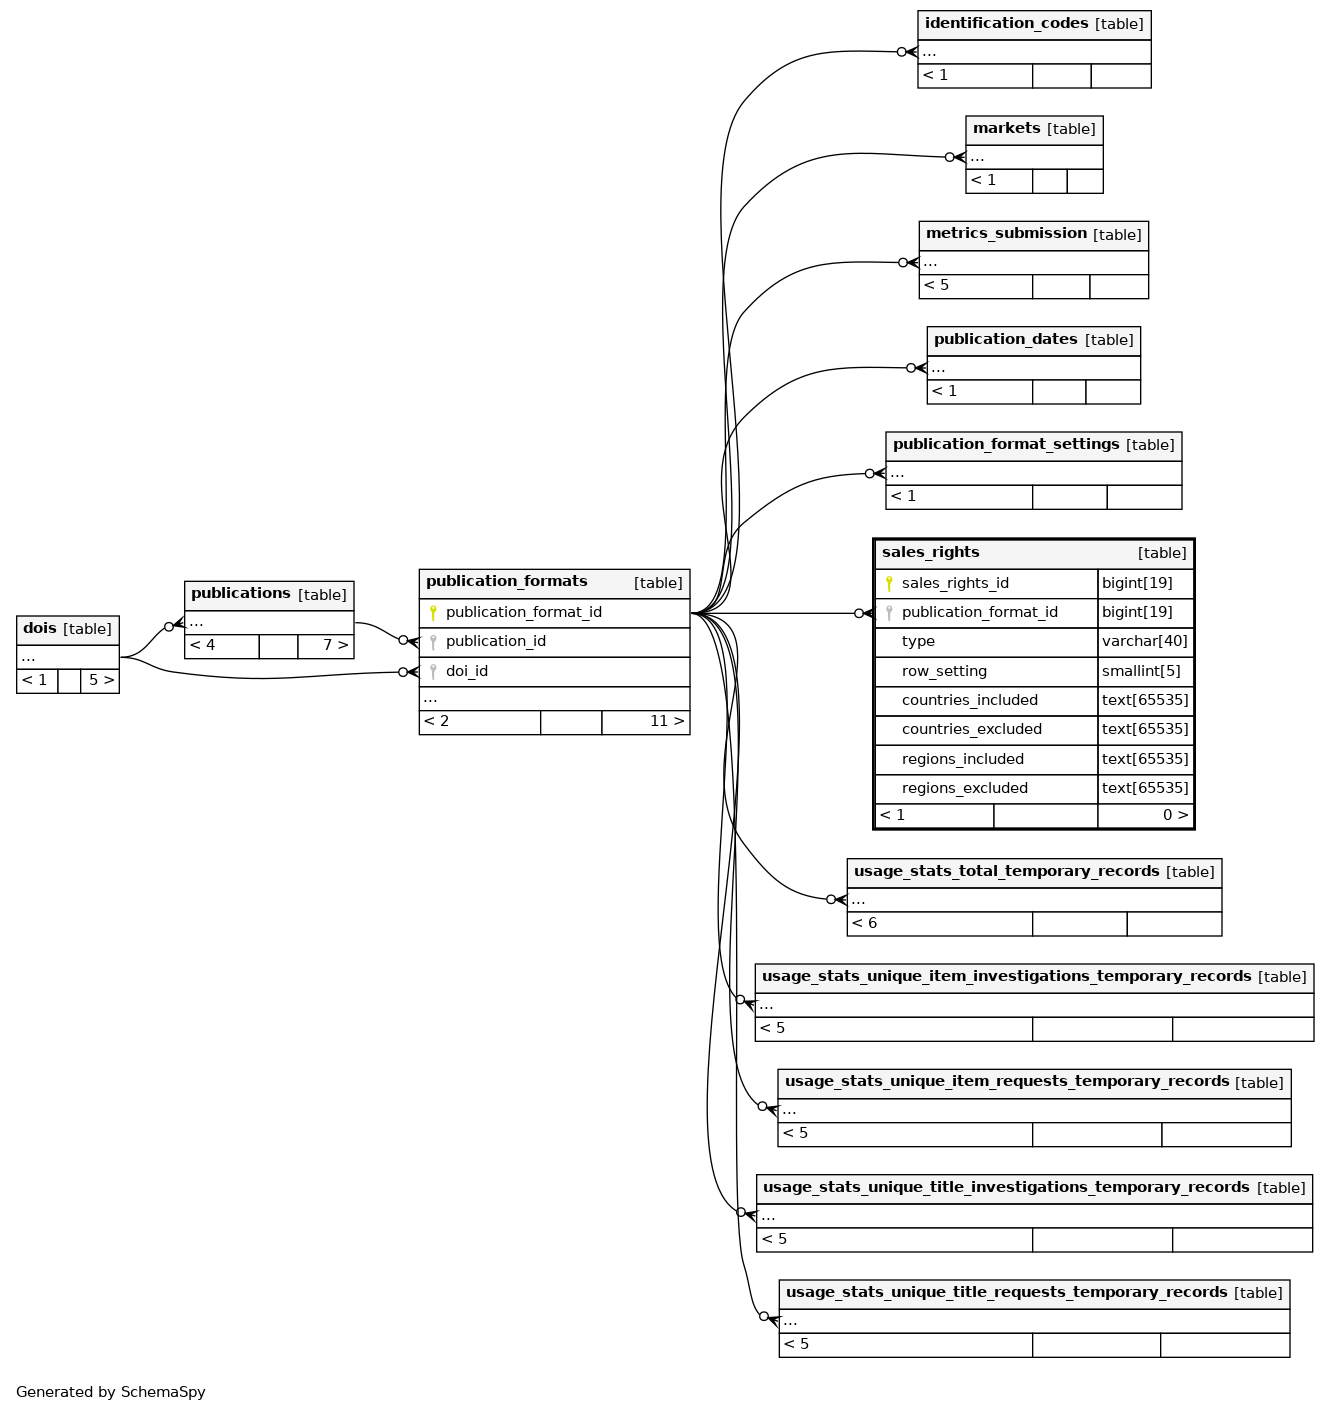 identification_codes [table]
...
< 1
markets [table]
...
< 1
metrics_submission [table]
...
< 5
publication_dates [table]
...
< 1
publication_format_settings [table]
...
< 1
sales_rights [table]
sales_rights_id bigint[19]
publication_format_id bigint[19]
type varchar[40]
row_setting smallint[5]
countries_included text[65535]
countries_excluded text[65535]
regions_included text[65535]
regions_excluded text[65535]
< 1 0 >
publication_formats [table]
publication_format_id
publication_id
doi_id
...
< 2 11 >
publications [table]
...
< 4 7 >
dois [table]
...
< 1 5 >
usage_stats_total_temporary_records [table]
...
< 6
usage_stats_unique_item_investigations_temporary_records [table]
...
< 5
usage_stats_unique_item_requests_temporary_records [table]
...
< 5
usage_stats_unique_title_investigations_temporary_records [table]
...
< 5
usage_stats_unique_title_requests_temporary_records [table]
...
< 5
Generated by SchemaSpy